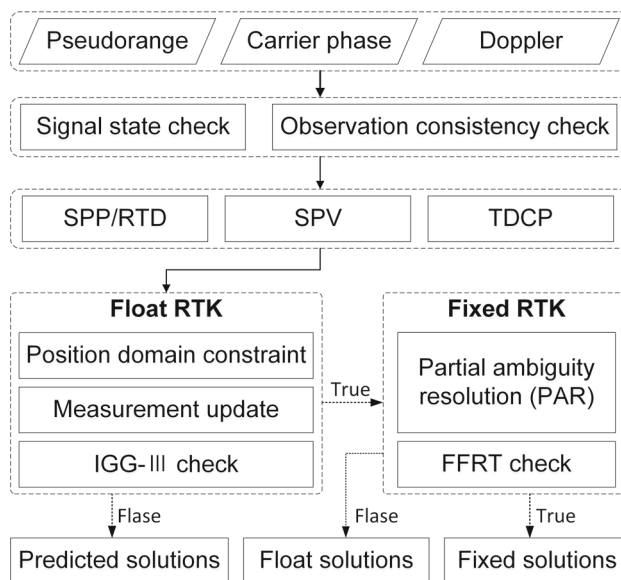 Pseudorange
Carrier phase
Doppler
Signal state check
Observation consistency check
SPP/RTD
SPV
TDCP
Float RTK
Position domain constraint
Measurement update
IGG-Ⅲ check
True
Fixed RTK
Partial ambiguity
resolution (PAR)
FFRT check
Flase
Flase
True
Predicted solutions
Float solutions
Fixed solutions